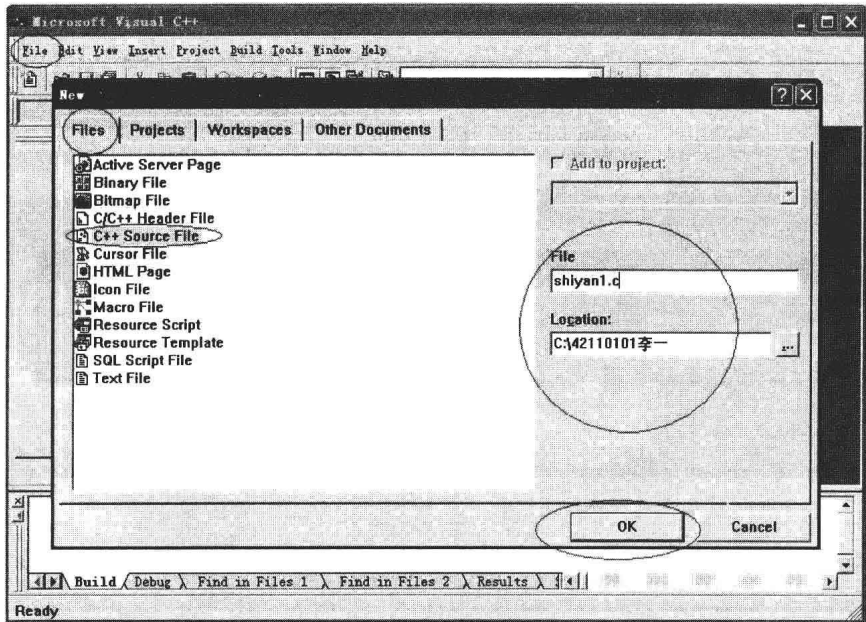 Microsoft Visual C++
File Edit View Insert Project Build Tools Window Help
New
Files Projects Workspaces Other Documents
Active Server Page
Binary File
Bitmap File
C/C++ Header File
C++ Source File
Cursor File
HTML Page
Icon File
Macro File
Resource Script
Resource Template
SQL Script File
Text File
Add to project:
File
shiyan1.c
Location:
C:\42110101李一
...
OK Cancel
Build Debug Find in Files 1 Find in Files 2 Results
Ready